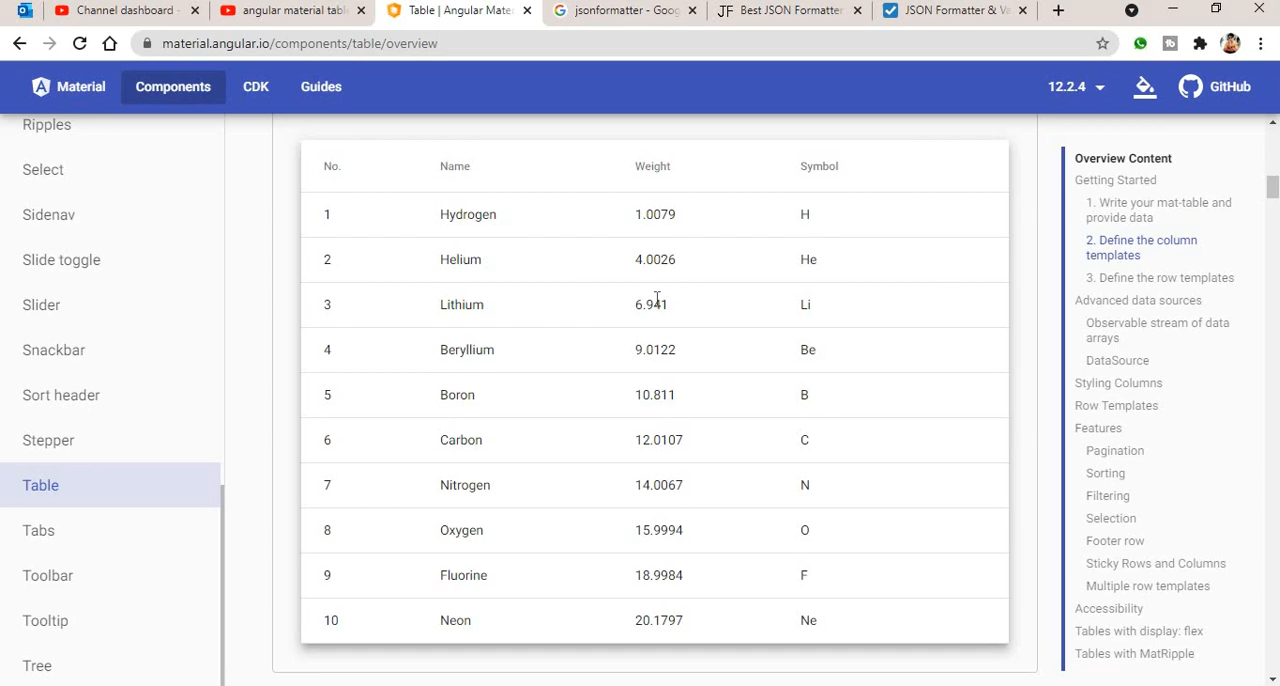 Channel dashboard -
angular material tabl
Table | Angular Mate
jsonformatter - Goog
JF Best JSON Formatter
JSON Formatter & Va
material.angular.io/components/table/overview
Material
Components
CDK
Guides
12.2.4
GitHub
Ripples
Select
Sidenav
Slide toggle
Slider
Snackbar
Sort header
Stepper
Table
Tabs
Toolbar
Tooltip
Tree
No. Name Weight Symbol
1 Hydrogen 1.0079 H
2 Helium 4.0026 He
3 Lithium 6.941 Li
4 Beryllium 9.0122 Be
5 Boron 10.811 B
6 Carbon 12.0107 C
7 Nitrogen 14.0067 N
8 Oxygen 15.9994 O
9 Fluorine 18.9984 F
10 Neon 20.1797 Ne
Overview Content
Getting Started
1. Write your mat-table and
provide data
2. Define the column
templates
3. Define the row templates
Advanced data sources
Observable stream of data
arrays
DataSource
Styling Columns
Row Templates
Features
Pagination
Sorting
Filtering
Selection
Footer row
Sticky Rows and Columns
Multiple row templates
Accessibility
Tables with display: flex
Tables with MatRipple